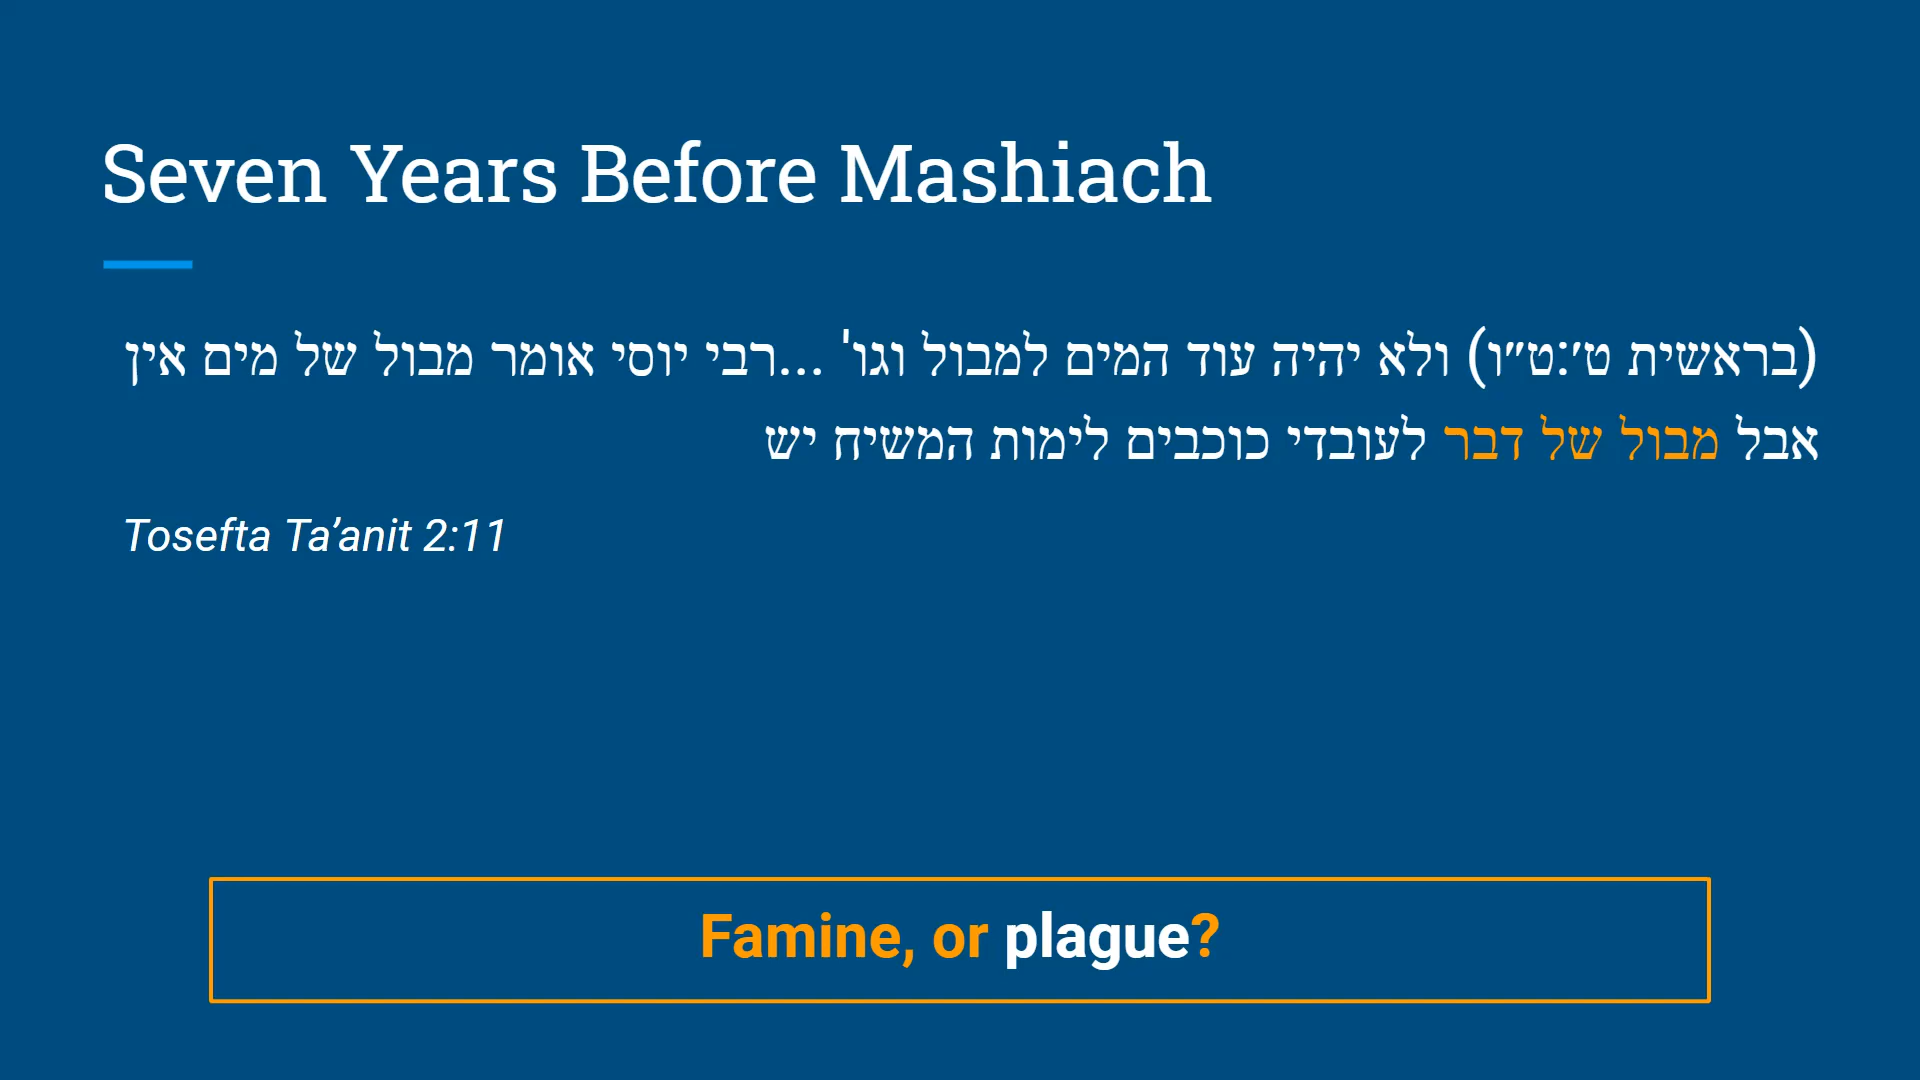 Seven Years Before Mashiach
(בראשית ט׳:ט״ו) ולא יהיה עוד המים למבול וגו' ...רבי יוסי אומר מבול של מים אין
אבל מבול של דבר לעובדי כוכבים לימות המשיח יש
Tosefta Ta’anit 2:11
Famine, or plague?